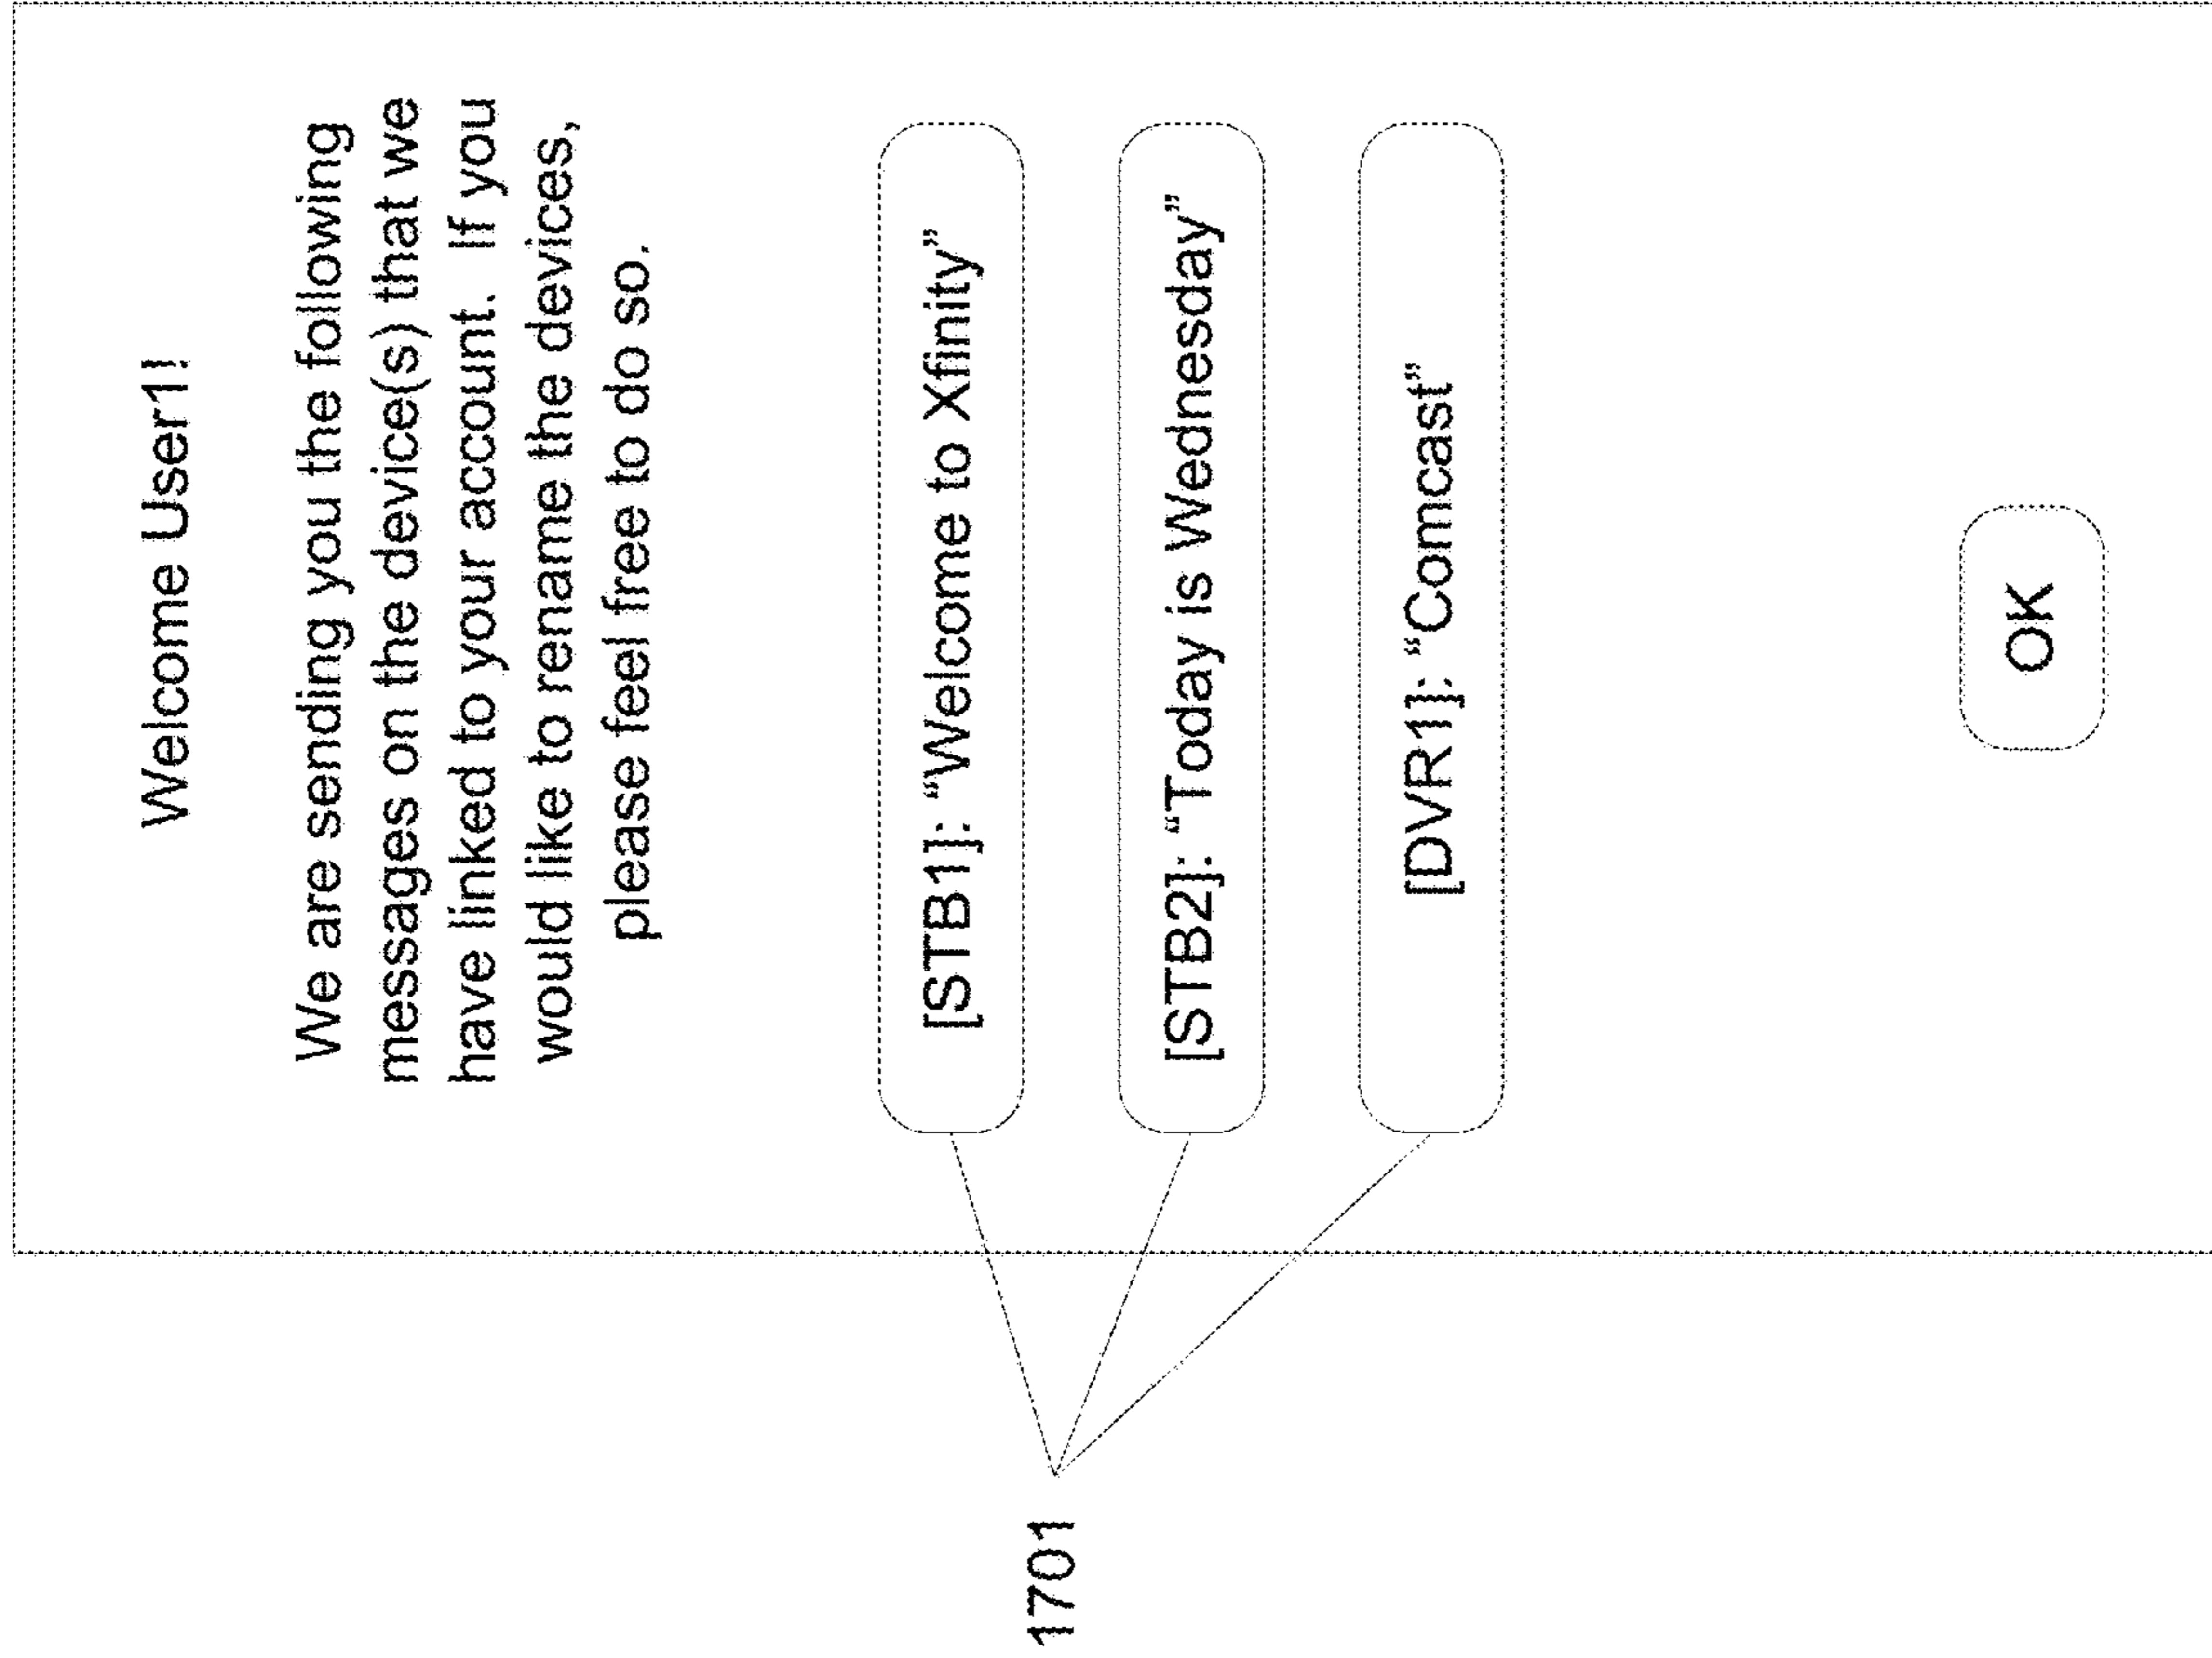 Welcome User1!
We are sending you the following
messages on the device(s) that we
have linked to your account.  If you
would like to rename the devices,
please feel free to do so.
[STB1]: “Welcome to Xfinity”
[STB2]: “Today is Wednesday”
[DVR1]: “Comcast”
1701
OK